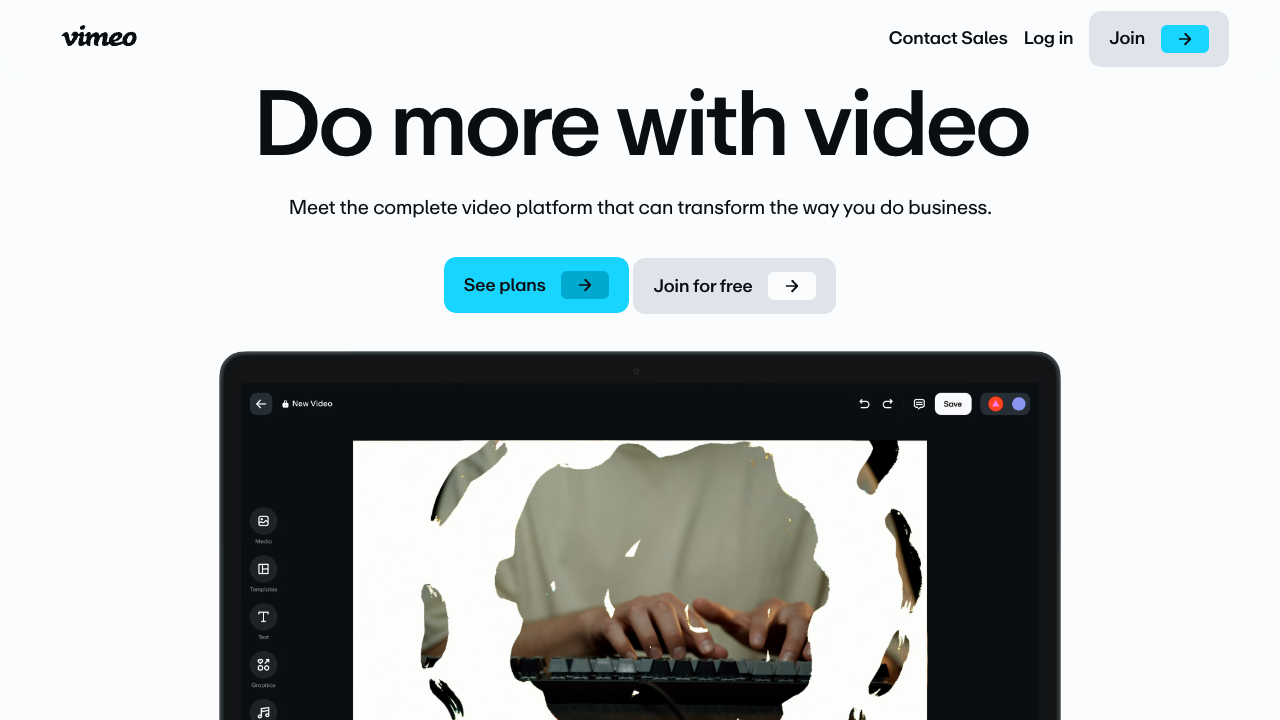 vimeo
Contact Sales Log in Join
Do more with video
Meet the complete video platform that can transform the way you do business.
See plans Join for free
New Video Save
Media
Templates
Text
Graphics